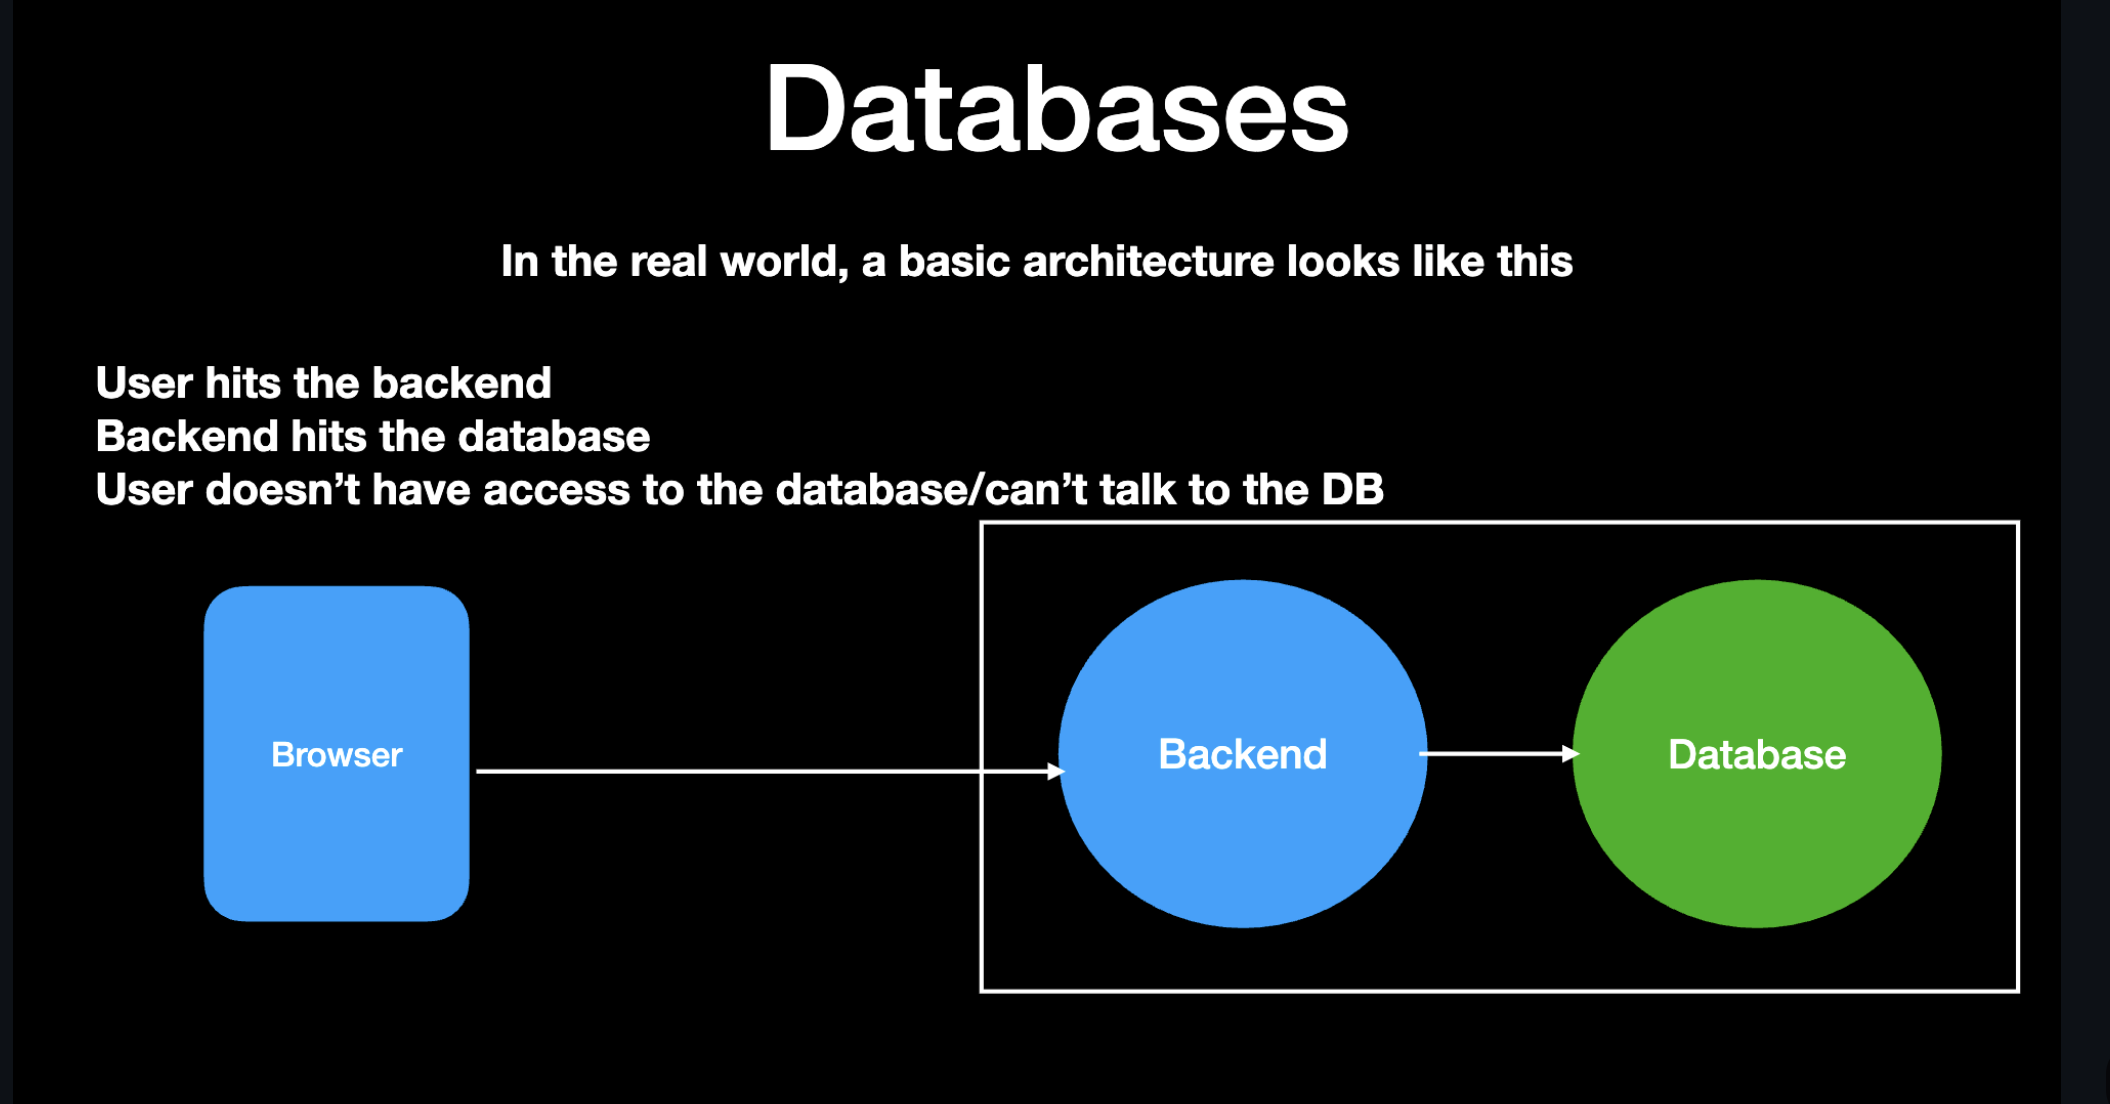 Databases
In the real world, a basic architecture looks like this
User hits the backend
Backend hits the database
User doesn’t have access to the database/can’t talk to the DB
Browser
Backend
Database